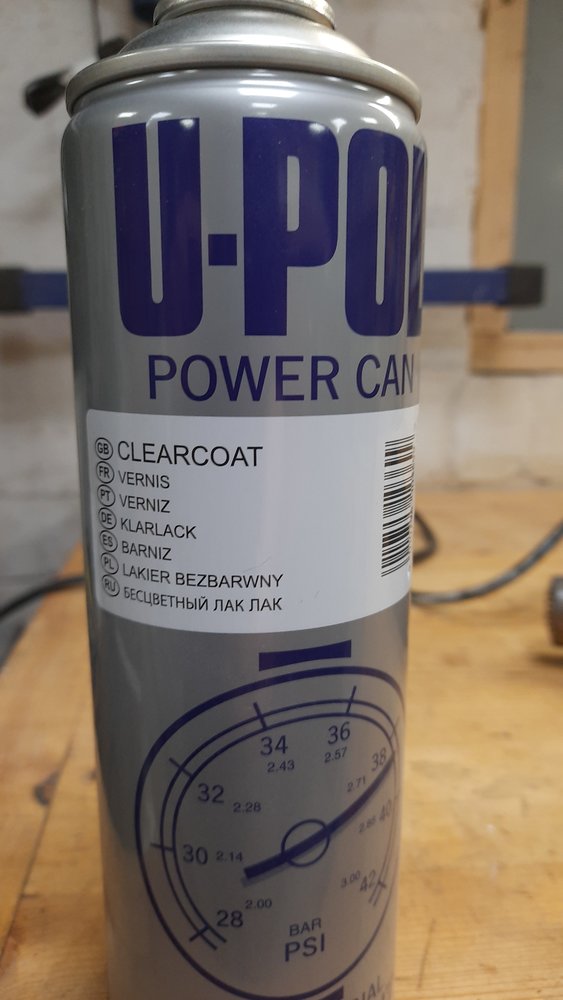 U-POL
POWER CAN
GB CLEARCOAT
FR VERNIS
PT VERNIZ
DE KLARLACK
ES BARNIZ
PL LAKIER BEZBARWNY
RU БЕСЦВЕТНЫЙ ЛАК ЛАК
34
36
2.43
2.57
38
32
2.71
2.28
40
2.85
30
2.14
3.00
42
28
2.00
BAR
PSI